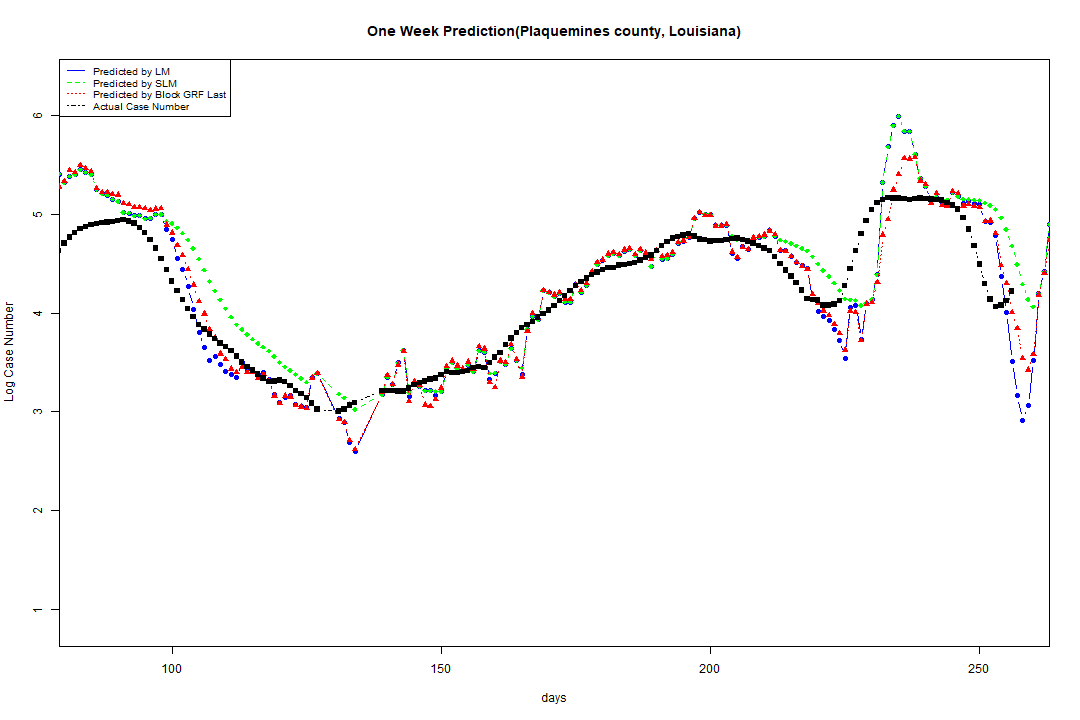 One Week Prediction(Plaquemines county, Louisiana)
Predicted by LM
Predicted by SLM
Predicted by Block GRF Last
Actual Case Number
Log Case Number
6
5
4
3
2
1
100 150 200 250
days